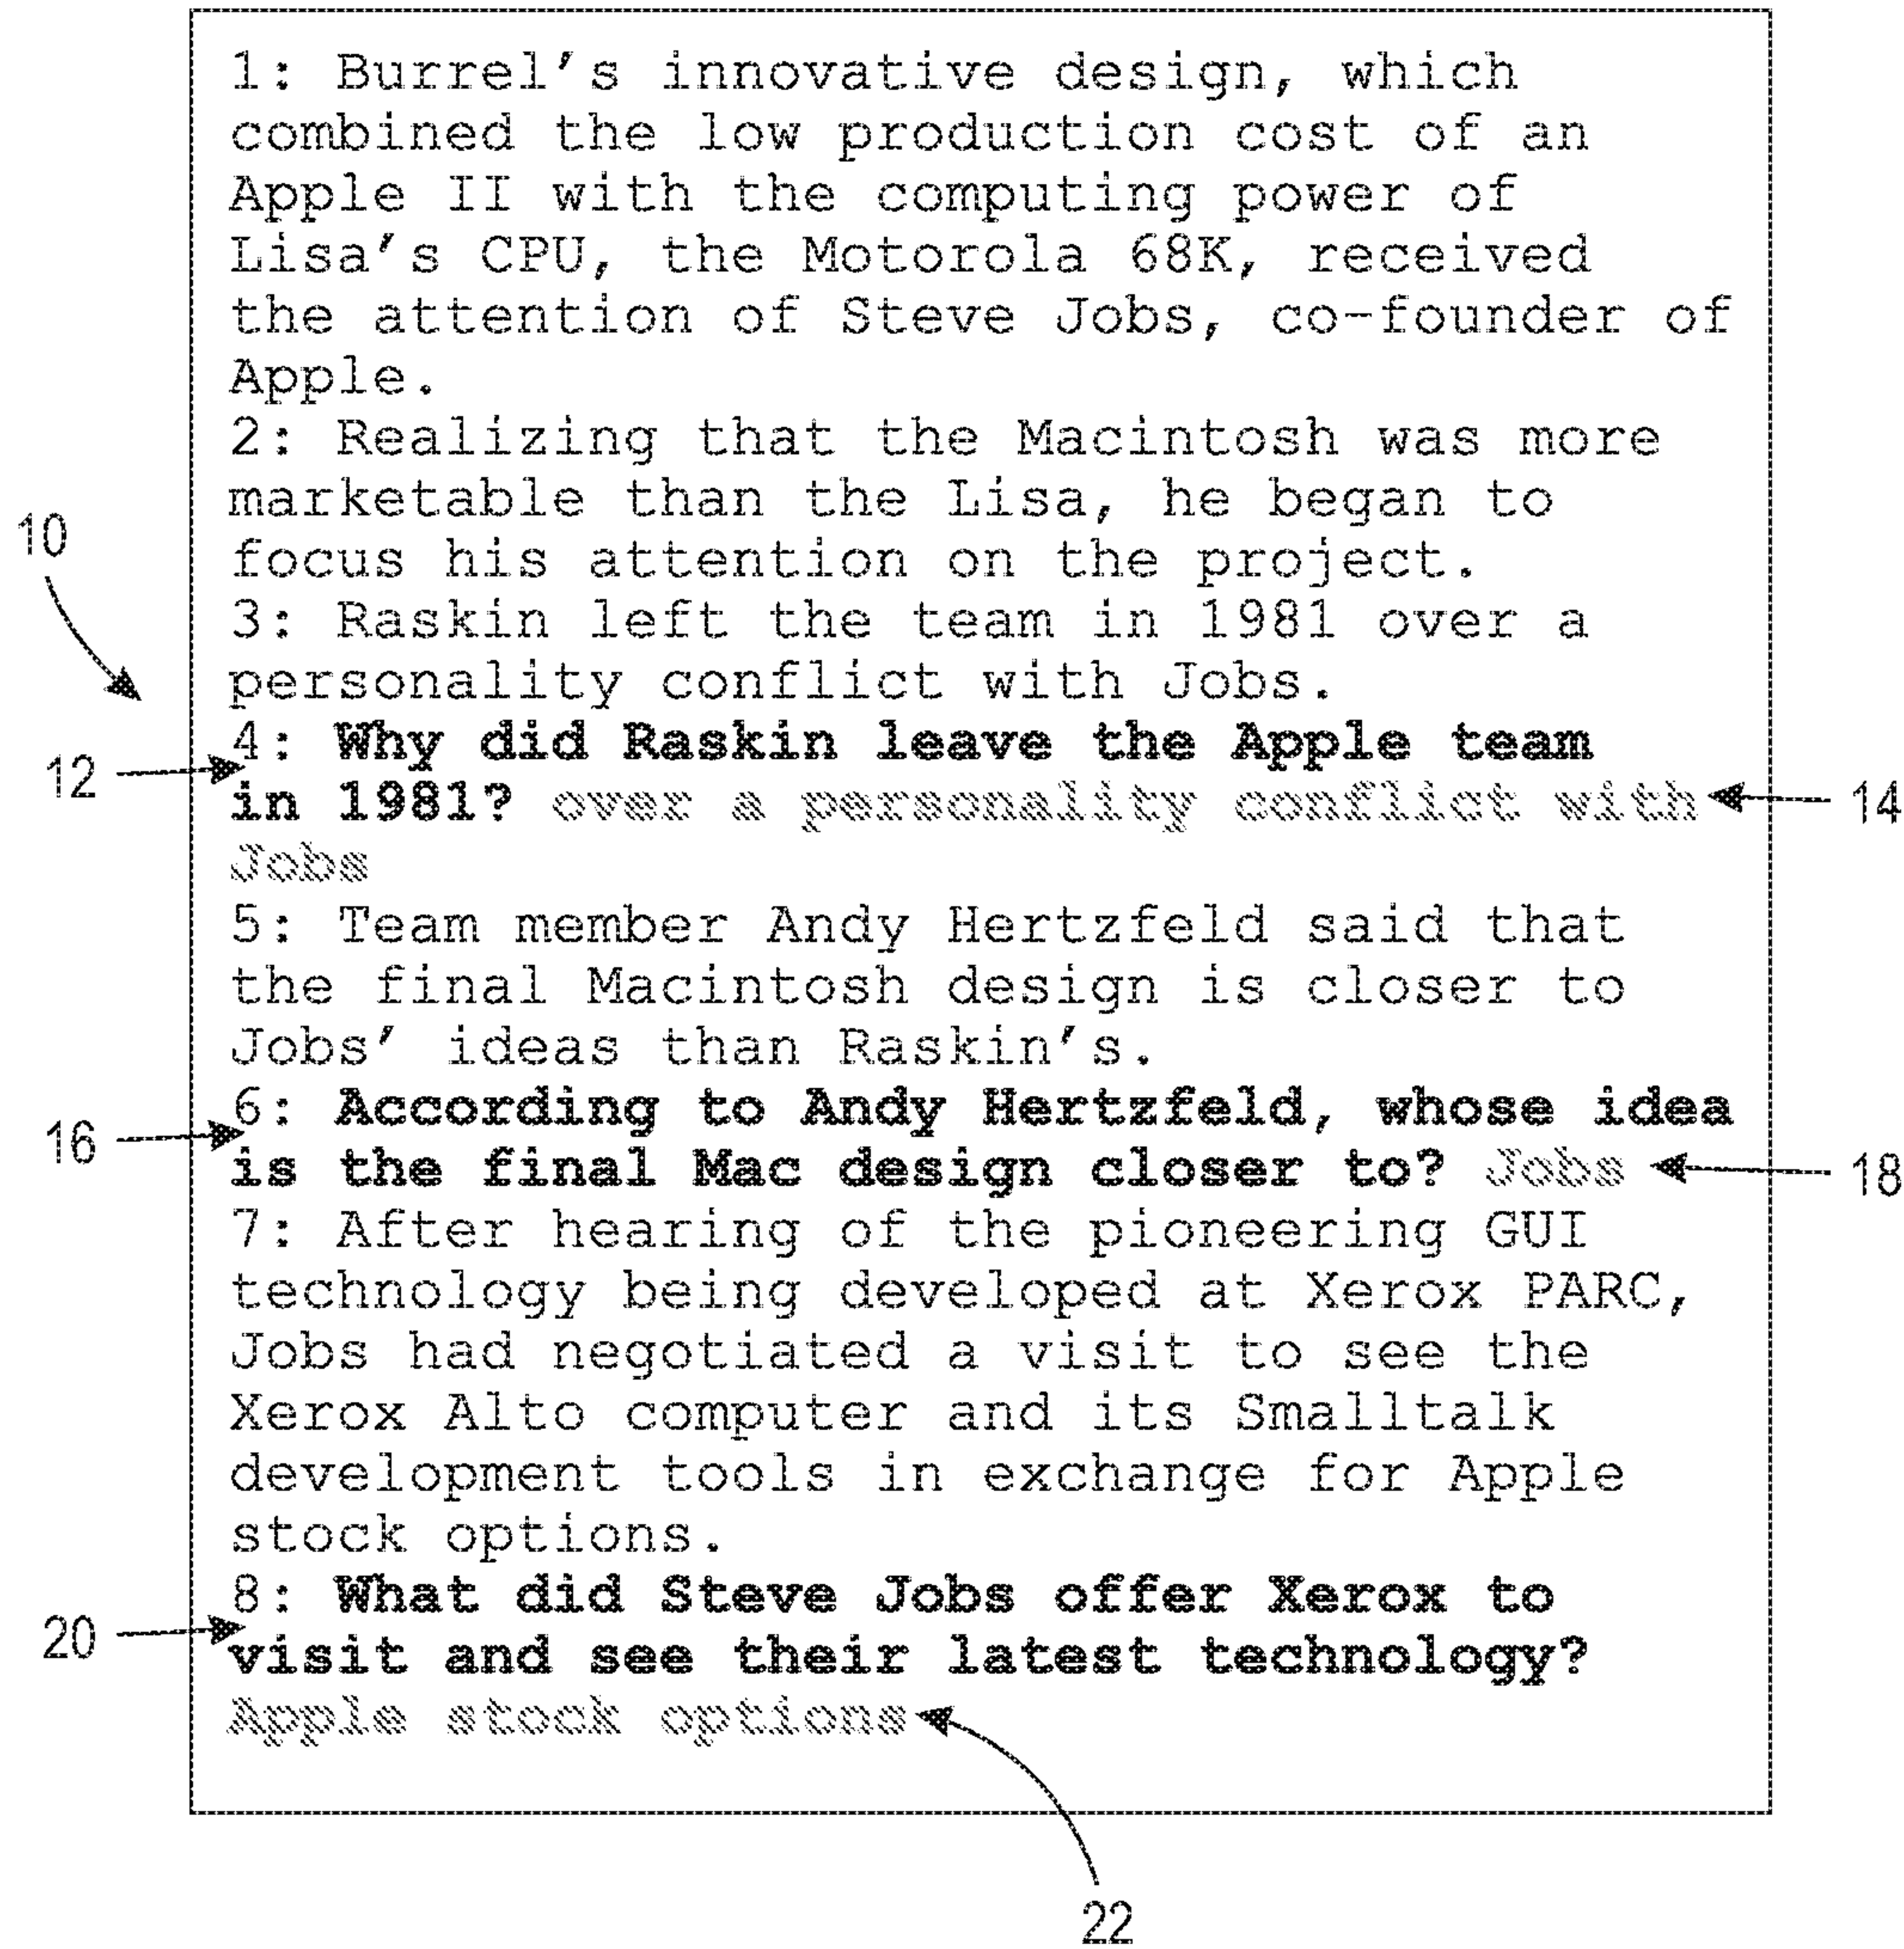 1: Burrel's innovative design, which
combined the low production cost of an
Apple II with the computing power of
Lisa's CPU, the Motorola 68K, received
the attention of Steve Jobs, co-founder of
Apple.
2: Realizing that the Macintosh was more
marketable than the Lisa, he began to
10
focus his attention on the project.
3: Raskin left the team in 1981 over a
personality conflict with Jobs.
4: Why did Raskin leave the Apple team
12
in 1981? over a personality conflict with
14
Jobs
5: Team member Andy Hertzfeld said that
the final Macintosh design is closer to
Jobs' ideas than Raskin's.
6: According to Andy Hertzfeld, whose idea
16
is the final Mac design closer to? Jobs
18
7: After hearing of the pioneering GUI
technology being developed at Xerox PARC,
Jobs had negotiated a visit to see the
Xerox Alto computer and its Smalltalk
development tools in exchange for Apple
stock options.
8: What did Steve Jobs offer Xerox to
20
visit and see their latest technology?
Apple stock options
22